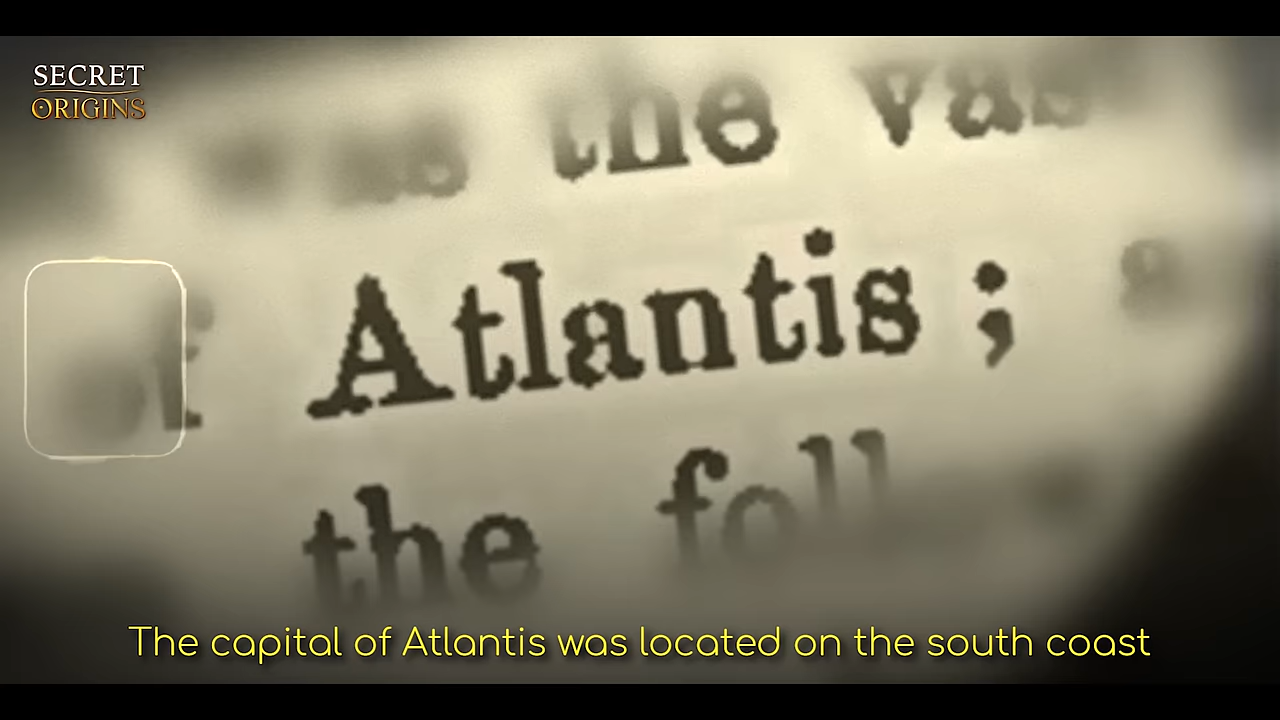 SECRET
ORIGINS
the
Atlantis ;
the
The capital of Atlantis was located on the south coast